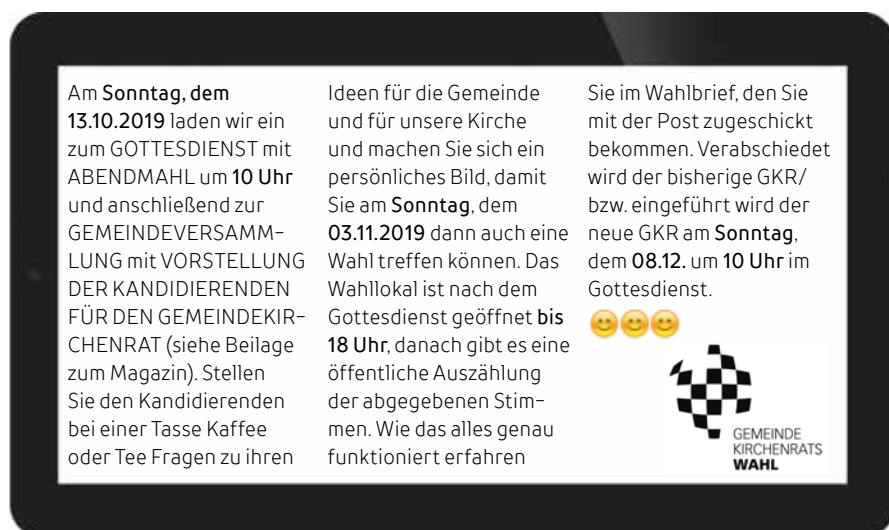 Am Sonntag, dem
13.10.2019 laden wir ein
zum GOTTESDIENST mit
ABENDMAHL um 10 Uhr
und anschließend zur
GEMEINDEVERSAMM-
LUNG mit VORSTELLUNG
DER KANDIDIERENDEN
FÜR DEN GEMEINDEKIR-
CHENRAT (siehe Beilage
zum Magazin). Stellen
Sie den Kandidierenden
bei einer Tasse Kaffee
oder Tee Fragen zu ihren
Ideen für die Gemeinde
und für unsere Kirche
und machen Sie sich ein
persönliches Bild, damit
Sie am Sonntag, dem
03.11.2019 dann auch eine
Wahl treffen können. Das
Wahllokal ist nach dem
Gottesdienst geöffnet bis
18 Uhr, danach gibt es eine
öffentliche Auszählung
der abgegebenen Stim-
men. Wie das alles genau
funktioniert erfahren
Sie im Wahlbrief, den Sie
mit der Post zugeschickt
bekommen. Verabschiedet
wird der bisherige GKR/
bzw. eingeführt wird der
neue GKR am Sonntag,
dem 08.12. um 10 Uhr im
Gottesdienst.
😊😊😊
GEMEINDE
KIRCHENRATS
WAHL